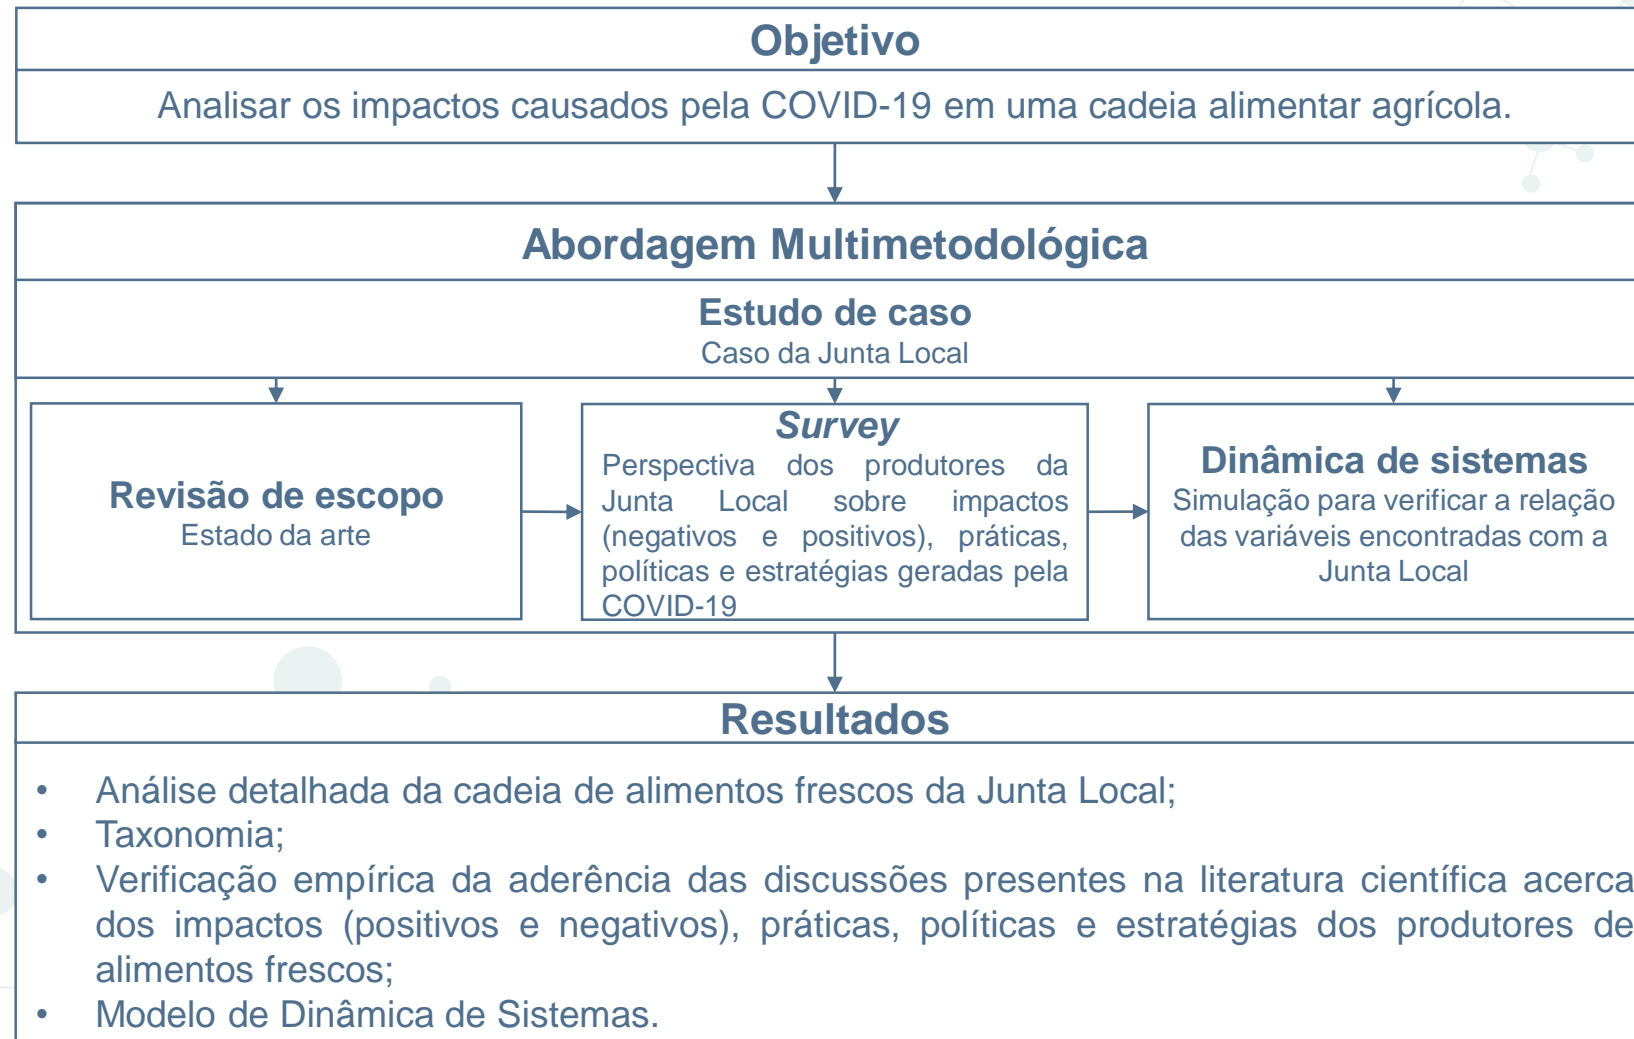 Objetivo
Analisar os impactos causados pela COVID-19 em uma cadeia alimentar agrícola.
Abordagem Multimetodológica
Estudo de caso
Caso da Junta Local
Revisão de escopo
Estado da arte
Survey
Perspectiva dos produtores da
Junta Local sobre impactos
(negativos e positivos), práticas,
políticas e estratégias geradas pela
COVID-19
Dinâmica de sistemas
Simulação para verificar a relação
das variáveis encontradas com a
Junta Local
Resultados
• Análise detalhada da cadeia de alimentos frescos da Junta Local;
• Taxonomia;
• Verificação empírica da aderência das discussões presentes na literatura científica acerca
dos impactos (positivos e negativos), práticas, políticas e estratégias dos produtores de
alimentos frescos;
• Modelo de Dinâmica de Sistemas.